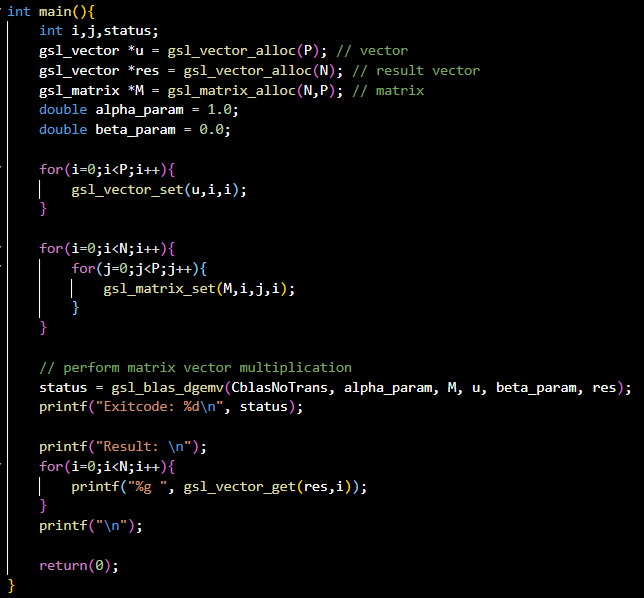 int main(){
    int i,j,status;
    gsl_vector *u = gsl_vector_alloc(P); // vector
    gsl_vector *res = gsl_vector_alloc(N); // result vector
    gsl_matrix *M = gsl_matrix_alloc(N,P); // matrix
    double alpha_param = 1.0;
    double beta_param = 0.0;

    for(i=0;i<P;i++){
        gsl_vector_set(u,i,i);
    }

    for(i=0;i<N;i++){
        for(j=0;j<P;j++){
            gsl_matrix_set(M,i,j,i);
        }
    }

    // perform matrix vector multiplication
    status = gsl_blas_dgemv(CblasNoTrans, alpha_param, M, u, beta_param, res);
    printf("Exitcode: %d\n", status);

    printf("Result: \n");
    for(i=0;i<N;i++){
        printf("%g ", gsl_vector_get(res,i));
    }
    printf("\n");

    return(0);
}